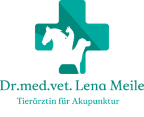 Dr.med.vet. Lena Meile
Tierärztin für Akupunktur